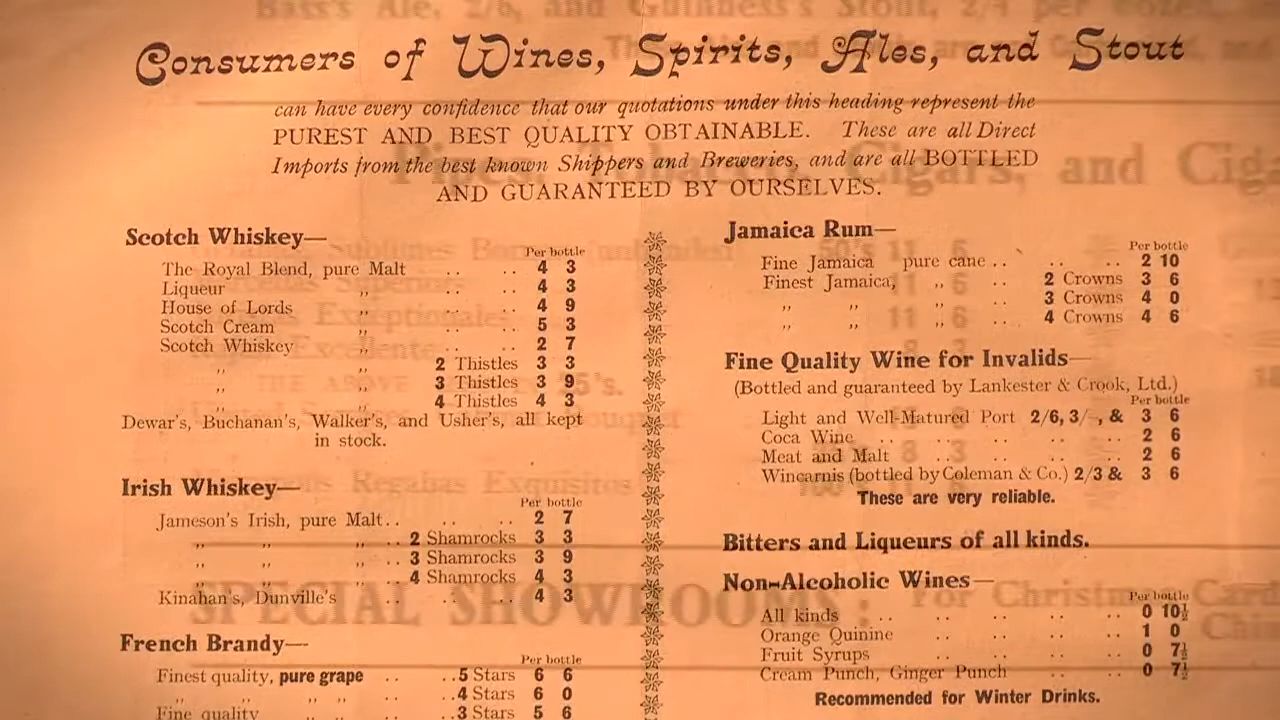 Consumers of Wines, Spirits, Ales, and Stout
can have every confidence that our quotations under this heading represent the
PUREST AND BEST QUALITY OBTAINABLE. These are all Direct
Imports from the best known Shippers and Breweries, and are all BOTTLED
AND GUARANTEED BY OURSELVES.
Scotch Whiskey—
Per bottle
The Royal Blend, pure Malt .. .. 4 3
Liqueur ,, .. .. 4 3
House of Lords ,, .. .. 4 9
Scotch Cream ,, .. .. 5 3
Scotch Whiskey ,, .. .. 2 7
,, ,, 2 Thistles 3 3
,, ,, 3 Thistles 3 9
,, ,, 4 Thistles 4 3
Dewar's, Buchanan's, Walker's, and Usher's, all kept
in stock.
Irish Whiskey—
Per bottle
Jameson's Irish, pure Malt.. .. .. 2 7
,, ,, ,, .. 2 Shamrocks 3 3
,, ,, ,, .. 3 Shamrocks 3 9
,, ,, ,, .. 4 Shamrocks 4 3
Kinahan's, Dunville's .. .. .. 4 3
French Brandy—
Per bottle
Finest quality, pure grape .. ..5 Stars 6 6
,, ,, ,, ,, .. ..4 Stars 6 0
Fine quality ,, ,, .. ..3 Stars 5 6
Jamaica Rum—
Per bottle
Fine Jamaica pure cane .. .. .. 2 10
Finest Jamaica, ,, .. 2 Crowns 3 6
,, ,, ,, .. 3 Crowns 4 0
,, ,, ,, .. 4 Crowns 4 6
Fine Quality Wine for Invalids—
(Bottled and guaranteed by Lankester & Crook, Ltd.)
Per bottle
Light and Well-Matured Port 2/6, 3/-, & 3 6
Coca Wine .. .. .. .. .. 2 6
Meat and Malt .. .. .. .. 2 6
Wincarnis (bottled by Coleman & Co.) 2/3 & 3 6
These are very reliable.
Bitters and Liqueurs of all kinds.
Non-Alcoholic Wines—
Per bottle
All kinds .. .. .. .. .. 0 10½
Orange Quinine .. .. .. .. 1 0
Fruit Syrups .. .. .. .. 0 7½
Cream Punch, Ginger Punch .. .. 0 7½
Recommended for Winter Drinks.